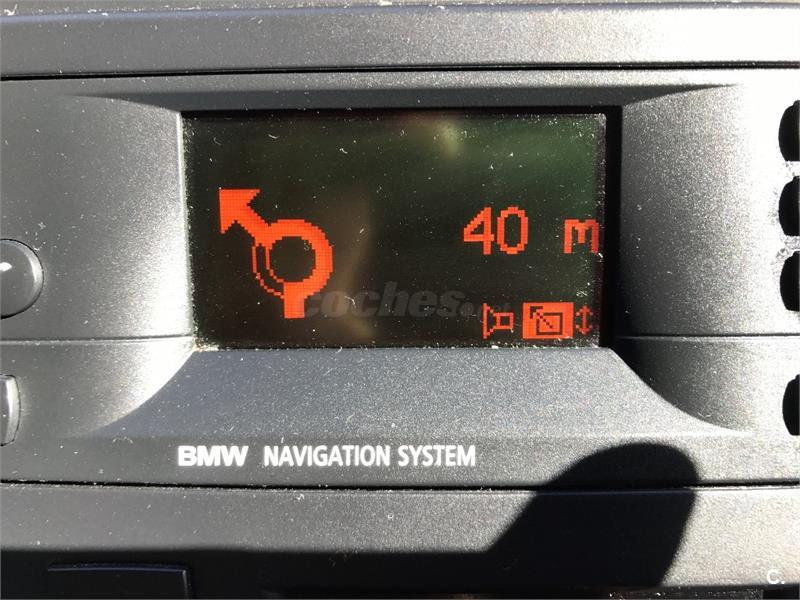 40 m
coches.net
BMW NAVIGATION SYSTEM
C.